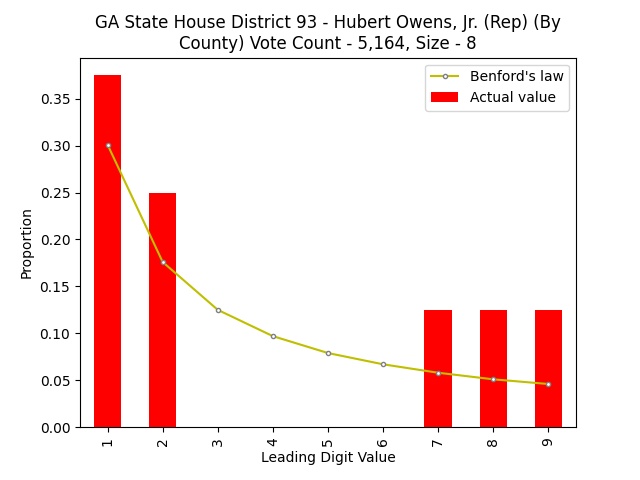 GA State House District 93 - Hubert Owens, Jr. (Rep) (By
County) Vote Count - 5,164, Size - 8
Benford's law
Actual value
Proportion
0.35
0.30
0.25
0.20
0.15
0.10
0.05
0.00
1 2 3 4 5 6 7 8 9
Leading Digit Value